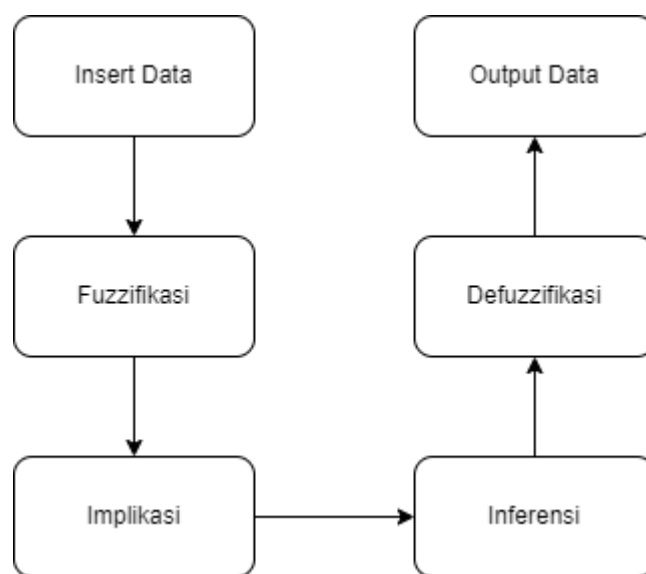 Insert Data
Output Data
Fuzzifikasi
Defuzzifikasi
Implikasi
Inferensi